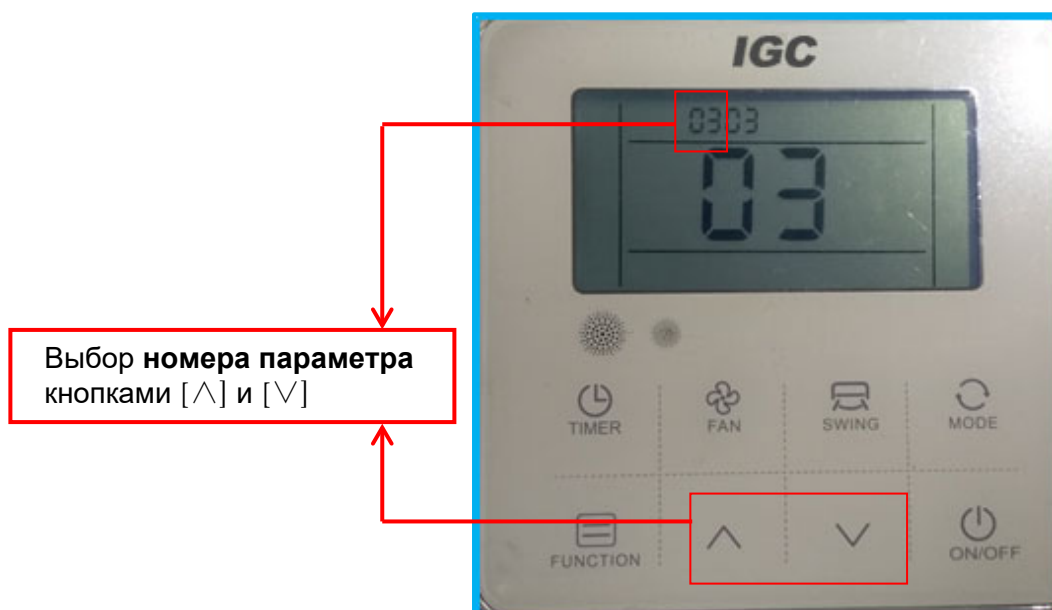 IGC
0303
03
Выбор номера параметра
кнопками [∧] и [∨]
TIMER
FAN
SWING
MODE
FUNCTION
ON/OFF